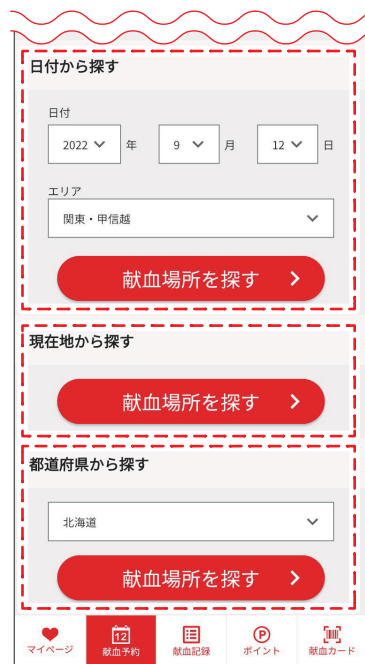 日付から探す
日付
2022 年 9 月 12 日
エリア
関東・甲信越
献血場所を探す
現在地から探す
献血場所を探す
都道府県から探す
北海道
献血場所を探す
12 P
マイページ 献血予約 献血記録 ポイント 献血カード